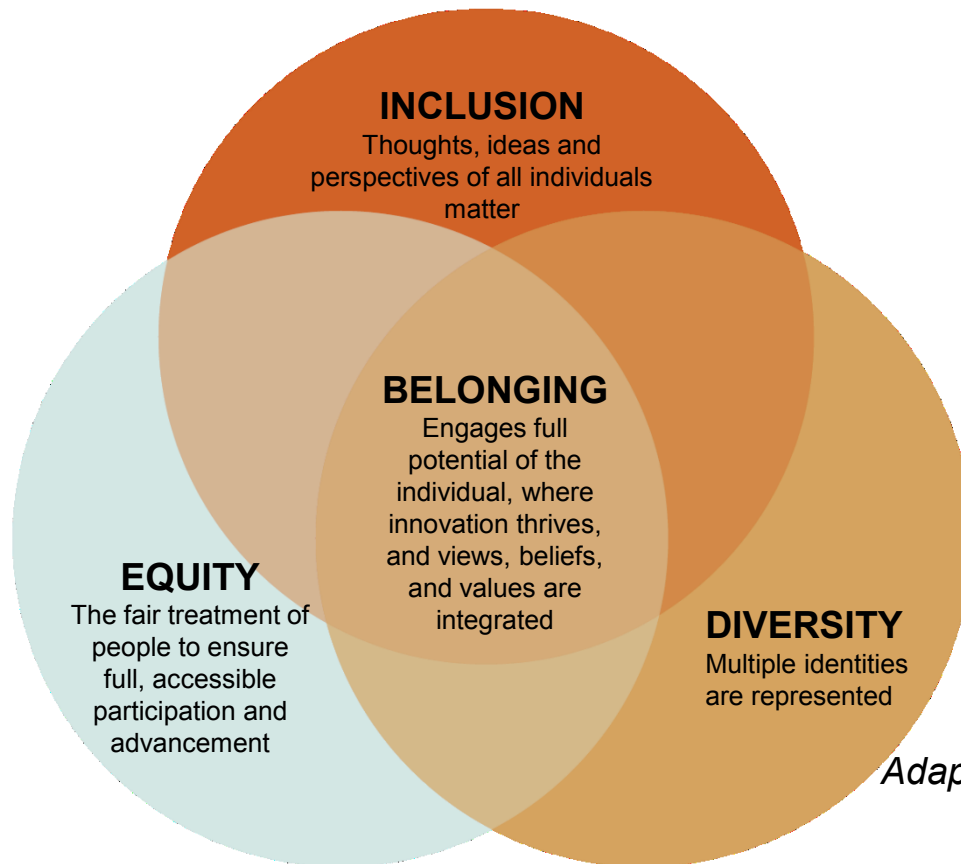 INCLUSION
Thoughts, ideas and
perspectives of all individuals
matter
BELONGING
Engages full
potential of the
individual, where
innovation thrives,
and views, beliefs,
and values are
integrated
EQUITY
The fair treatment of
people to ensure
full, accessible
participation and
advancement
DIVERSITY
Multiple identities
are represented
Adap